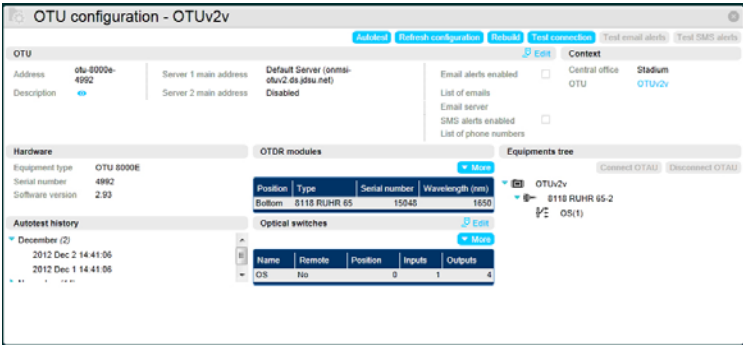 OTU configuration - OTUv2v
Autotest Refresh configuration Rebuild Test connection Test email alerts Test SMS alerts
OTU Edit
Address otu-8000e-4992
Description
Server 1 main address Default Server (onmsi-otuv2.ds.jdsu.net)
Server 2 main address Disabled
Email alerts enabled
List of emails
Email server
SMS alerts enabled
List of phone numbers
Context
Central office Stadium
OTU OTUv2v
Hardware
Equipment type OTU 8000E
Serial number 4992
Software version 2.93
OTDR modules
More
Position Type Serial number Wavelength (nm)
Bottom 8118 RUHR 65 15048 1650
Equipments tree
Connect OTAU Disconnect OTAU
OTUv2v
8118 RUHR 65-2
OS(1)
Autotest history
December (2)
2012 Dec 2 14:41:06
2012 Dec 1 14:41:06
Optical switches Edit
More
Name Remote Position Inputs Outputs
OS No 0 1 4